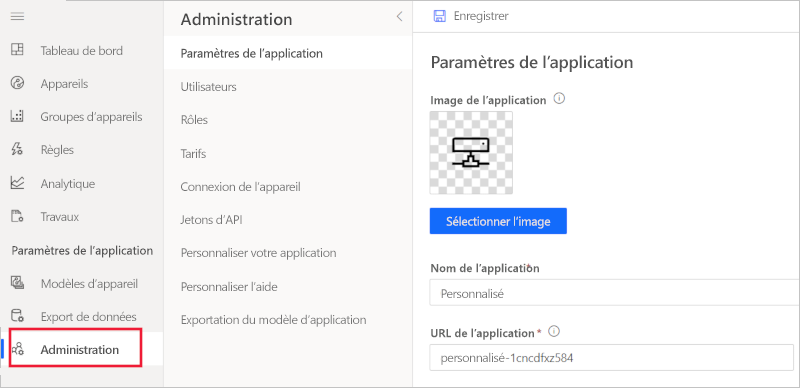 Tableau de bord
Appareils
Groupes d’appareils
Règles
Analytique
Travaux
Paramètres de l’application
Modèles d’appareil
Export de données
Administration
Administration
Paramètres de l’application
Utilisateurs
Rôles
Tarifs
Connexion de l’appareil
Jetons d’API
Personnaliser votre application
Personnaliser l’aide
Exportation du modèle d’application
Enregistrer
Paramètres de l’application
Image de l’application
Sélectionner l’image
Nom de l’application *
Personnalisé
URL de l’application *
personnalisé-1cncdfxz584